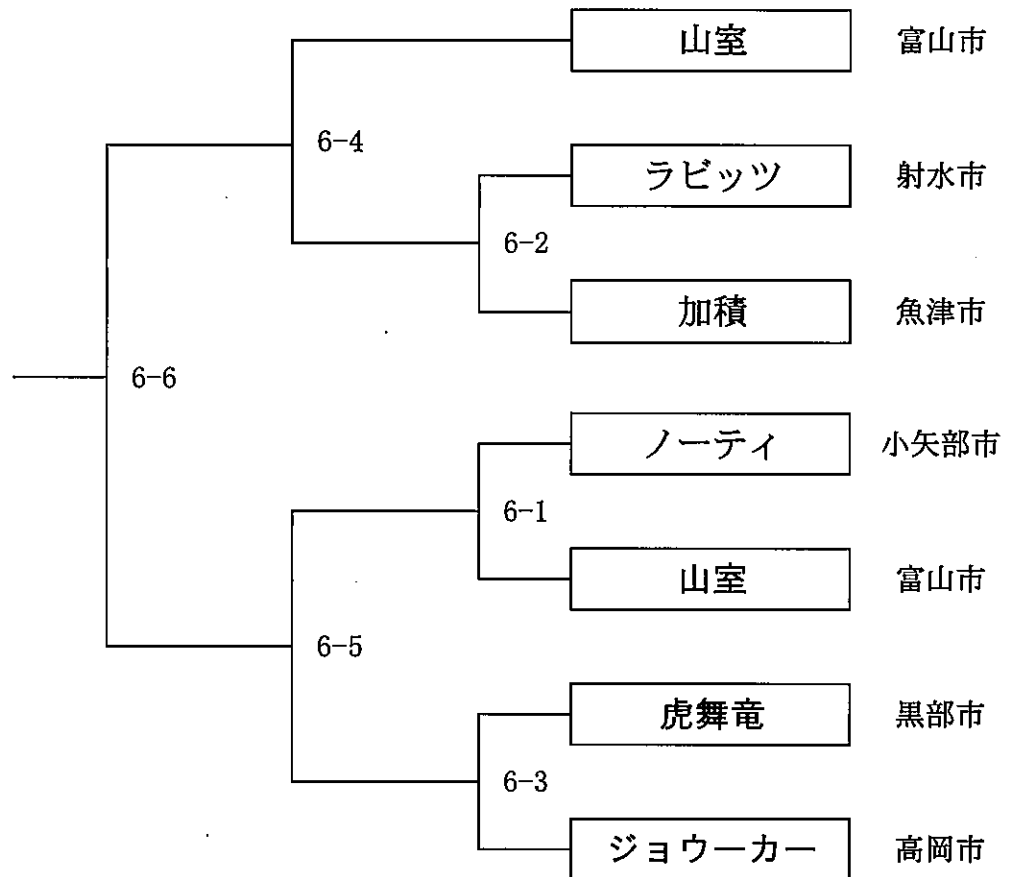 山室 富山市
6-4
ラビッツ 射水市
6-2
加積 魚津市
6-6
ノーティ 小矢部市
6-1
山室 富山市
6-5
虎舞竜 黒部市
6-3
ジョウーカー 高岡市